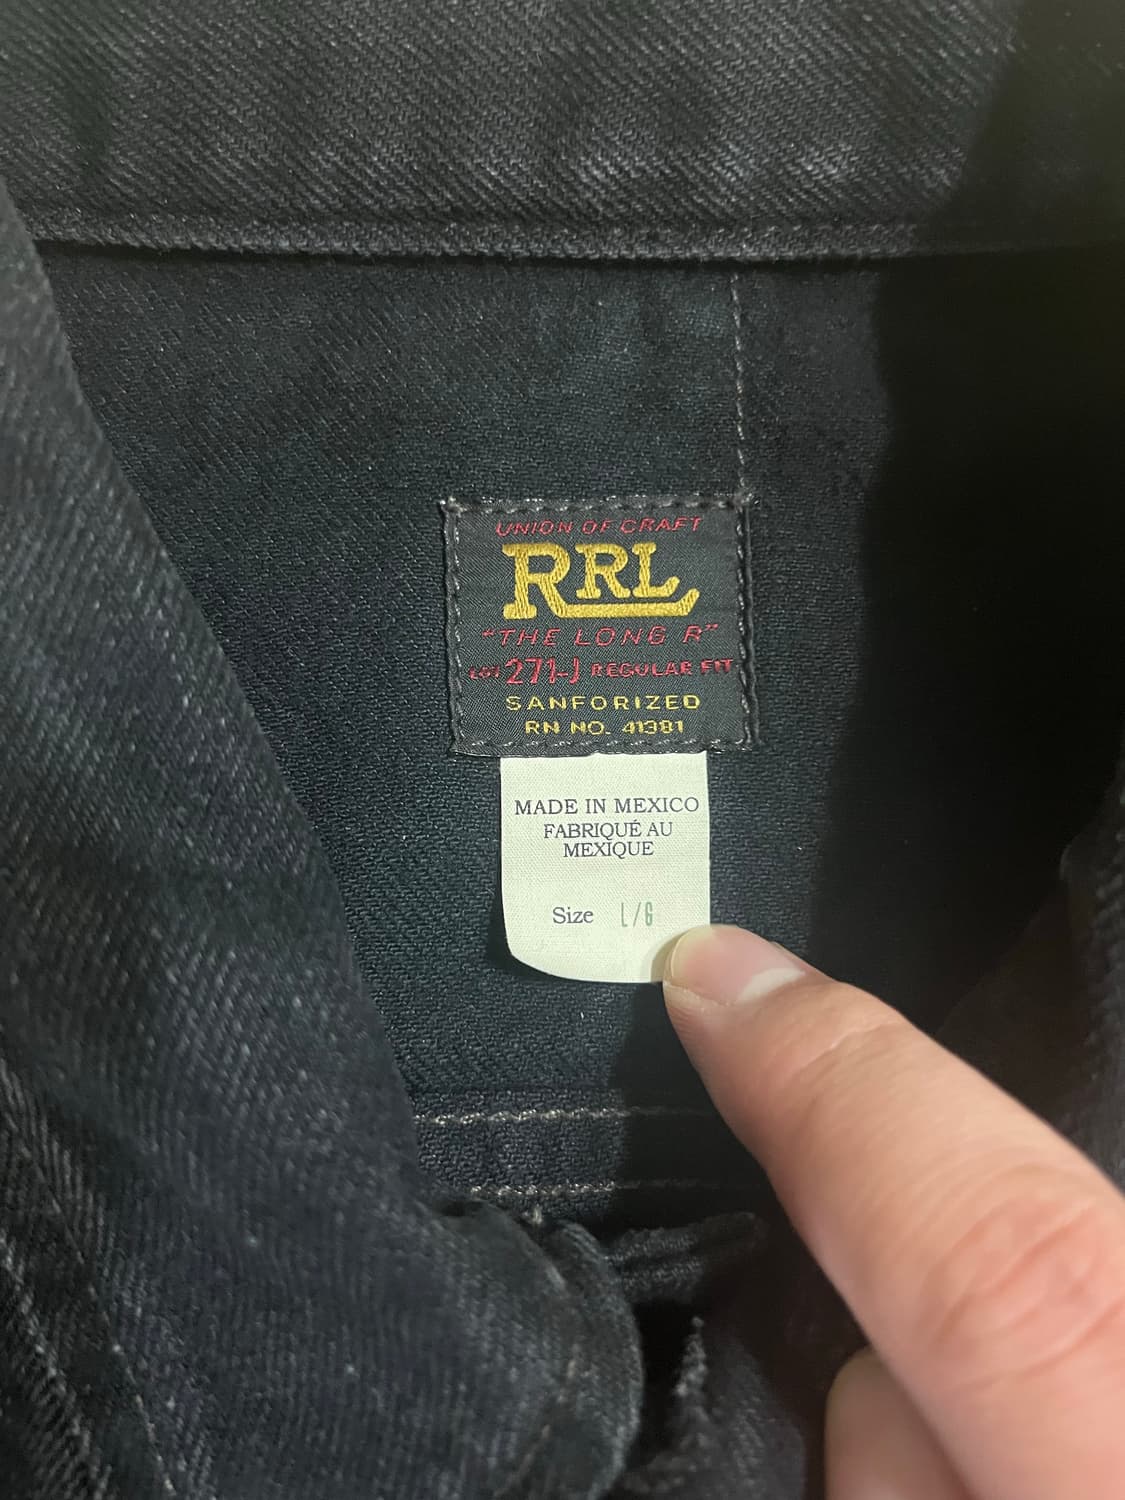 UNION OF CRAFT
RRL
"THE LONG R"
LOT 271-J REGULAR FIT
SANFORIZED
RN NO. 41381
MADE IN MEXICO
FABRIQUÉ AU
MEXIQUE
Size L/G